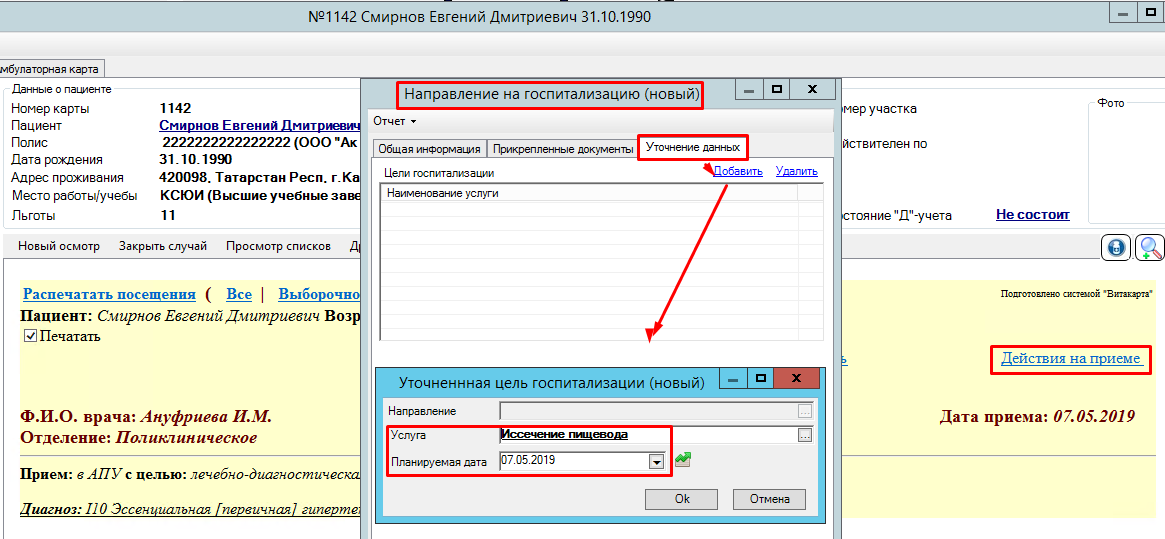 №1142 Смирнов Евгений Дмитриевич 31.10.1990
мбулаторная карта
Данные о пациенте
Номер карты 1142
Пациент Смирнов Евгений Дмитриевич
Полис 2222222222222222 (ООО "Ак
Дата рождения 31.10.1990
Адрес проживания 420098, Татарстан Респ, г.Ка
Место работы/учебы КСЮИ (Высшие учебные заве
Льготы 11
мер участка
йствителен по
стояние "Д"-учета Не состоит
Фото
Новый осмотр Закрыть случай Просмотр списков Д
Распечатать посещения ( Все | Выборочно
Подготовлено системой "Витакарта"
Пациент: Смирнов Евгений Дмитриевич Возр
Печатать
ь
Действия на приеме
Ф.И.О. врача: Ануфриева И.М.
Дата приема: 07.05.2019
Отделение: Поликлиническое
Прием: в АПУ с целью: лечебно-диагностическа
Диагноз: I10 Эссенциальная [первичная] гиперте
Направление на госпитализацию (новый)
Отчет
Общая информация Прикрепленные документы Уточнение данных
Цели госпитализации Добавить Удалить
Наименование услуги
Уточненнная цель госпитализации (новый)
Направление
Услуга Иссечение пищевода
Планируемая дата 07.05.2019
Ok Отмена